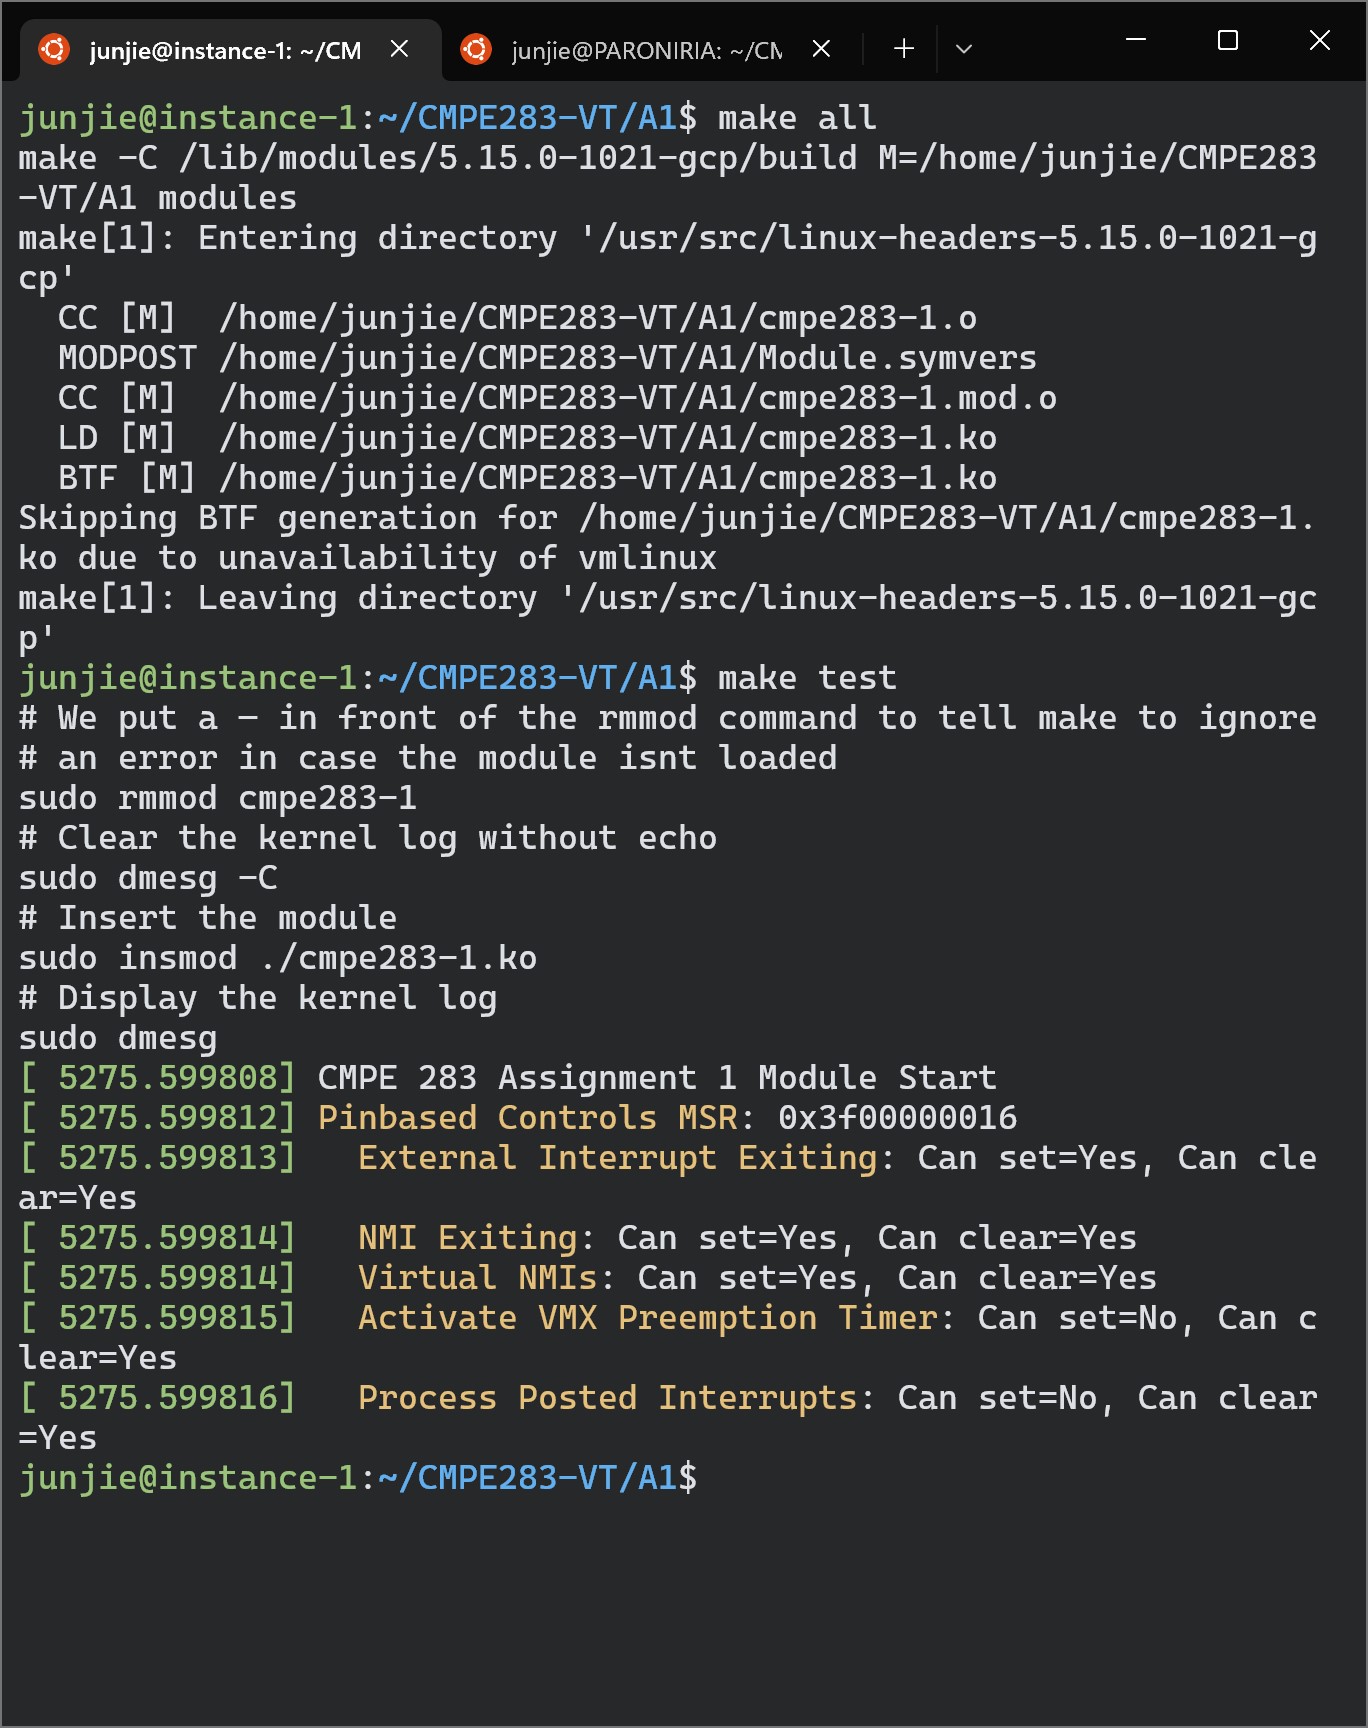 junjie@instance-1: ~/CM
junjie@PARONIRIA: ~/CM
junjie@instance-1:~/CMPE283-VT/A1$ make all
make -C /lib/modules/5.15.0-1021-gcp/build M=/home/junjie/CMPE283
-VT/A1 modules
make[1]: Entering directory '/usr/src/linux-headers-5.15.0-1021-g
cp'
  CC [M]  /home/junjie/CMPE283-VT/A1/cmpe283-1.o
  MODPOST /home/junjie/CMPE283-VT/A1/Module.symvers
  CC [M]  /home/junjie/CMPE283-VT/A1/cmpe283-1.mod.o
  LD [M]  /home/junjie/CMPE283-VT/A1/cmpe283-1.ko
  BTF [M] /home/junjie/CMPE283-VT/A1/cmpe283-1.ko
Skipping BTF generation for /home/junjie/CMPE283-VT/A1/cmpe283-1.
ko due to unavailability of vmlinux
make[1]: Leaving directory '/usr/src/linux-headers-5.15.0-1021-gc
p'
junjie@instance-1:~/CMPE283-VT/A1$ make test
# We put a — in front of the rmmod command to tell make to ignore
# an error in case the module isnt loaded
sudo rmmod cmpe283-1
# Clear the kernel log without echo
sudo dmesg -C
# Insert the module
sudo insmod ./cmpe283-1.ko
# Display the kernel log
sudo dmesg
[ 5275.599808] CMPE 283 Assignment 1 Module Start
[ 5275.599812] Pinbased Controls MSR: 0x3f00000016
[ 5275.599813]   External Interrupt Exiting: Can set=Yes, Can cle
ar=Yes
[ 5275.599814]   NMI Exiting: Can set=Yes, Can clear=Yes
[ 5275.599814]   Virtual NMIs: Can set=Yes, Can clear=Yes
[ 5275.599815]   Activate VMX Preemption Timer: Can set=No, Can c
lear=Yes
[ 5275.599816]   Process Posted Interrupts: Can set=No, Can clear
=Yes
junjie@instance-1:~/CMPE283-VT/A1$